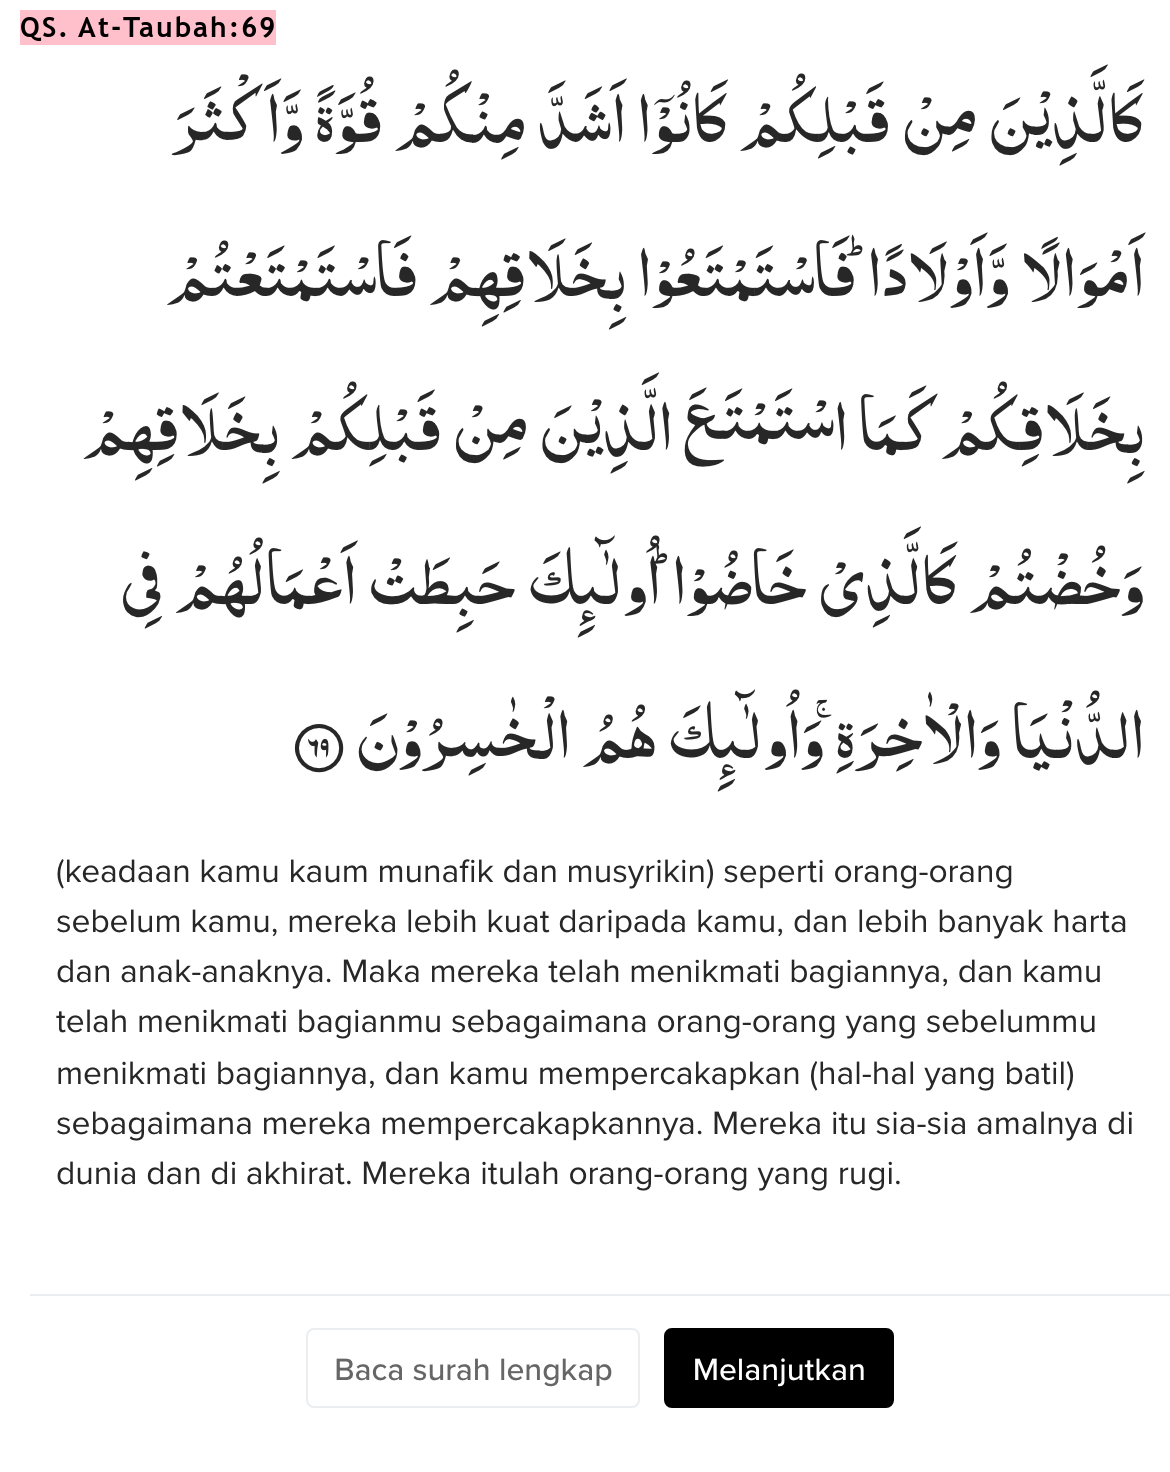 QS. At-Taubah:69
كَالَّذِيْنَ مِنْ قَبْلِكُمْ كَانُوْٓا اَشَدَّ مِنْكُمْ قُوَّةً وَّاَكْثَرَ
اَمْوَالًا وَّاَوْلَادًاۗ فَاسْتَمْتَعُوْا بِخَلَاقِهِمْ فَاسْتَمْتَعْتُمْ
بِخَلَاقِكُمْ كَمَا اسْتَمْتَعَ الَّذِيْنَ مِنْ قَبْلِكُمْ بِخَلَاقِهِمْ
وَخُضْتُمْ كَالَّذِيْ خَاضُوْاۗ اُولٰۤىِٕكَ حَبِطَتْ اَعْمَالُهُمْ فِى
الدُّنْيَا وَالْاٰخِرَةِۚ وَاُولٰۤىِٕكَ هُمُ الْخٰسِرُوْنَ ٦٩
(keadaan kamu kaum munafik dan musyrikin) seperti orang-orang
sebelum kamu, mereka lebih kuat daripada kamu, dan lebih banyak harta
dan anak-anaknya. Maka mereka telah menikmati bagiannya, dan kamu
telah menikmati bagianmu sebagaimana orang-orang yang sebelummu
menikmati bagiannya, dan kamu mempercakapkan (hal-hal yang batil)
sebagaimana mereka mempercakapkannya. Mereka itu sia-sia amalnya di
dunia dan di akhirat. Mereka itulah orang-orang yang rugi.
Baca surah lengkap
Melanjutkan